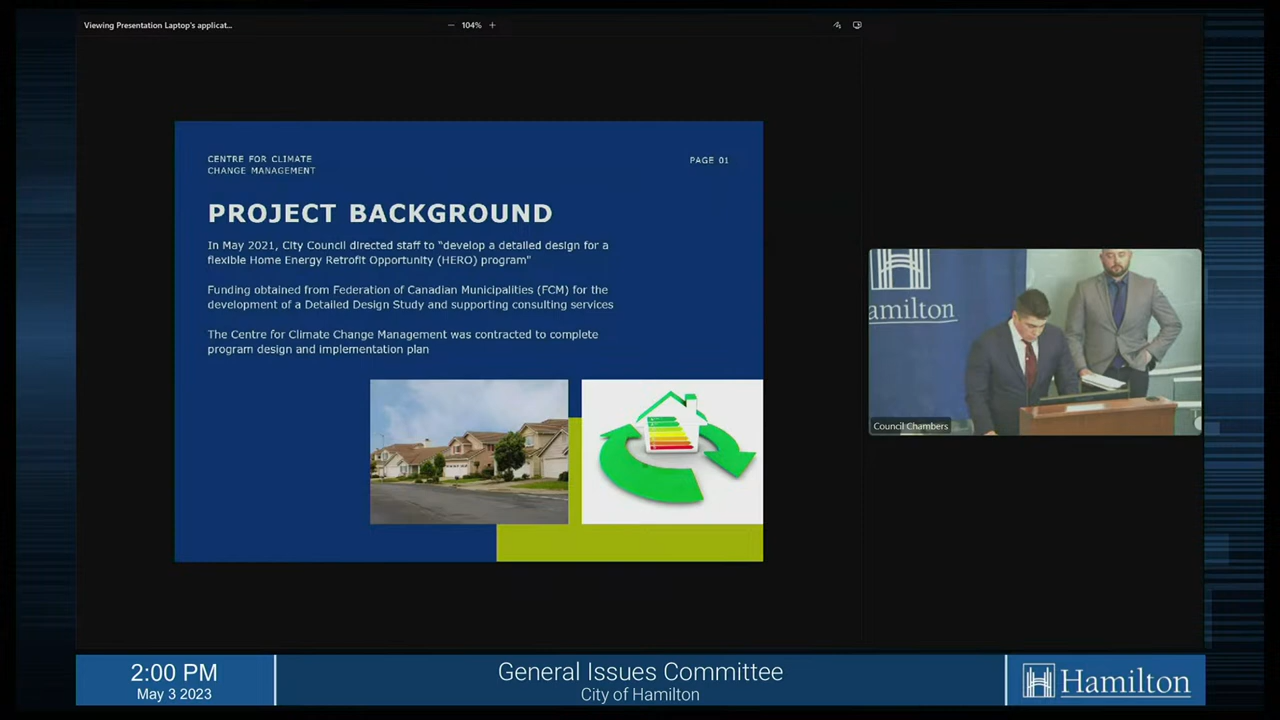 Viewing Presentation Laptop's applicat...
104%
CENTRE FOR CLIMATE
CHANGE MANAGEMENT
PAGE 01
PROJECT BACKGROUND
In May 2021, City Council directed staff to "develop a detailed design for a
flexible Home Energy Retrofit Opportunity (HERO) program"
Funding obtained from Federation of Canadian Municipalities (FCM) for the
development of a Detailed Design Study and supporting consulting services
The Centre for Climate Change Management was contracted to complete
program design and implementation plan
amilton
Hamilton
Council Chambers
2:00 PM
May 3 2023
General Issues Committee
City of Hamilton
Hamilton